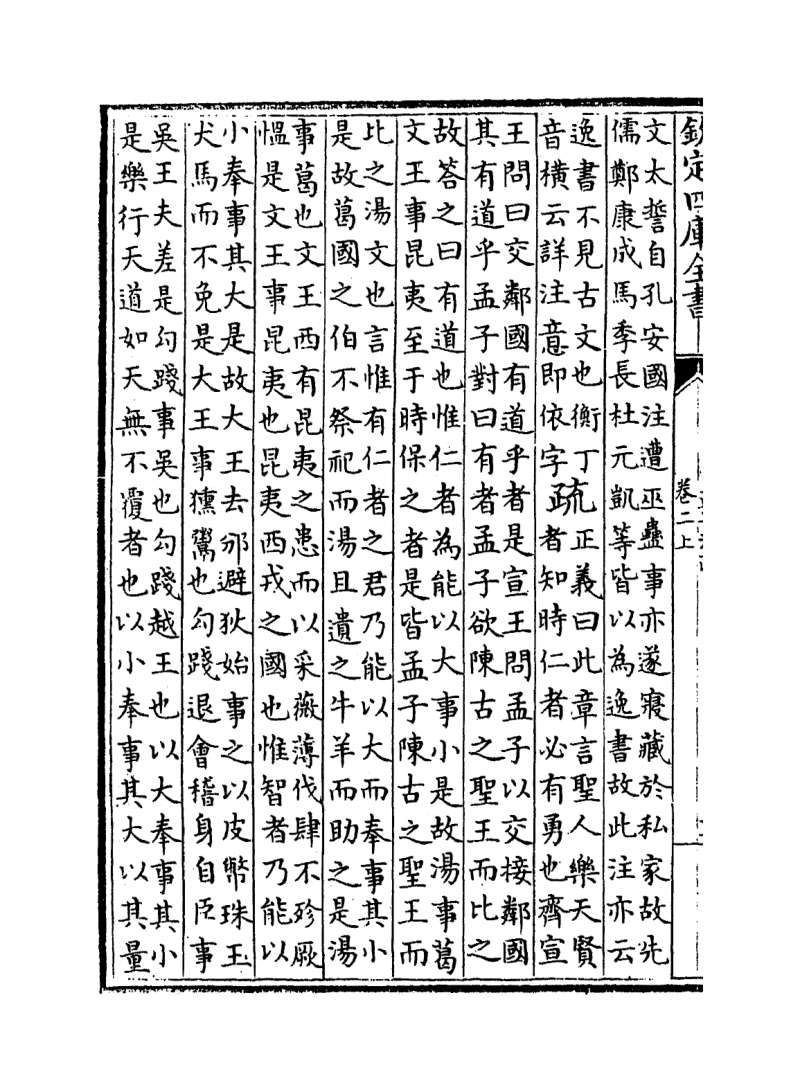 欽定四庫全書
卷二上
文太誓自孔安國注遭巫蠱事亦遂寢藏於私家故先
儒鄭康成馬季長杜元凱等皆以為逸書故此注亦云
逸書不見古文也衡丁
音橫云詳注意即依字
疏
正義曰此章言聖人樂天賢
者知時仁者必有勇也齊宣
王問曰交鄰國有道乎者是宣王問孟子以交接鄰國
其有道乎孟子對曰有者孟子欲陳古之聖王而比之
故答之曰有道也惟仁者為能以大事小是故湯事葛
文王事昆夷至于時保之者是皆孟子陳古之聖王而
比之湯文也言惟有仁者之君乃能以大而奉事其小
是故葛國之伯不祭祀而湯且遺之牛羊而助之是湯
事葛也文王西有昆夷之患而以采薇薄伐肆不殄厥
愠是文王事昆夷也昆夷西戎之國也惟智者乃能以
小奉事其大是故大王去邠避狄始事之以皮幣珠玉
犬馬而不免是大王事獯鬻也勾踐退會稽身自臣事
吳王夫差是勾踐事吳也勾踐越王也以大奉事其小
是樂行天道如天無不覆者也以小奉事其大以其量